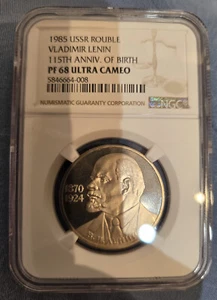 1985 USSR ROUBLE
VLADIMIR LENIN
115TH ANNIV. OF BIRTH
PF 68 ULTRA CAMEO
5846664-008
NUMISMATIC GUARANTY CORPORATION
NGC
1870
1924